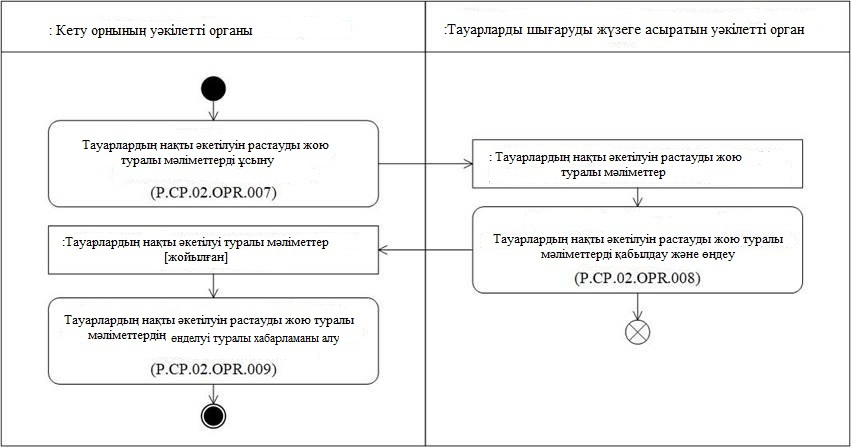 : Кету орнының уәкілетті органы
:Тауарларды шығаруды жүзеге асыратын уәкілетті орган
Тауарлардың нақты әкетілуін растауды жою
туралы мәліметтерді ұсыну
(P.CP.02.OPR.007)
: Тауарлардың нақты әкетілуін растауды жою
туралы мәліметтер
:Тауарлардың нақты әкетілуі туралы мәліметтер
[жойылған]
Тауарлардың нақты әкетілуін растауды жою туралы
мәліметтерді қабылдау және өңдеу
(P.CP.02.OPR.008)
Тауарлардың нақты әкетілуін растауды жою туралы
мәліметтердің өңделуі туралы хабарламаны алу
(P.CP.02.OPR.009)